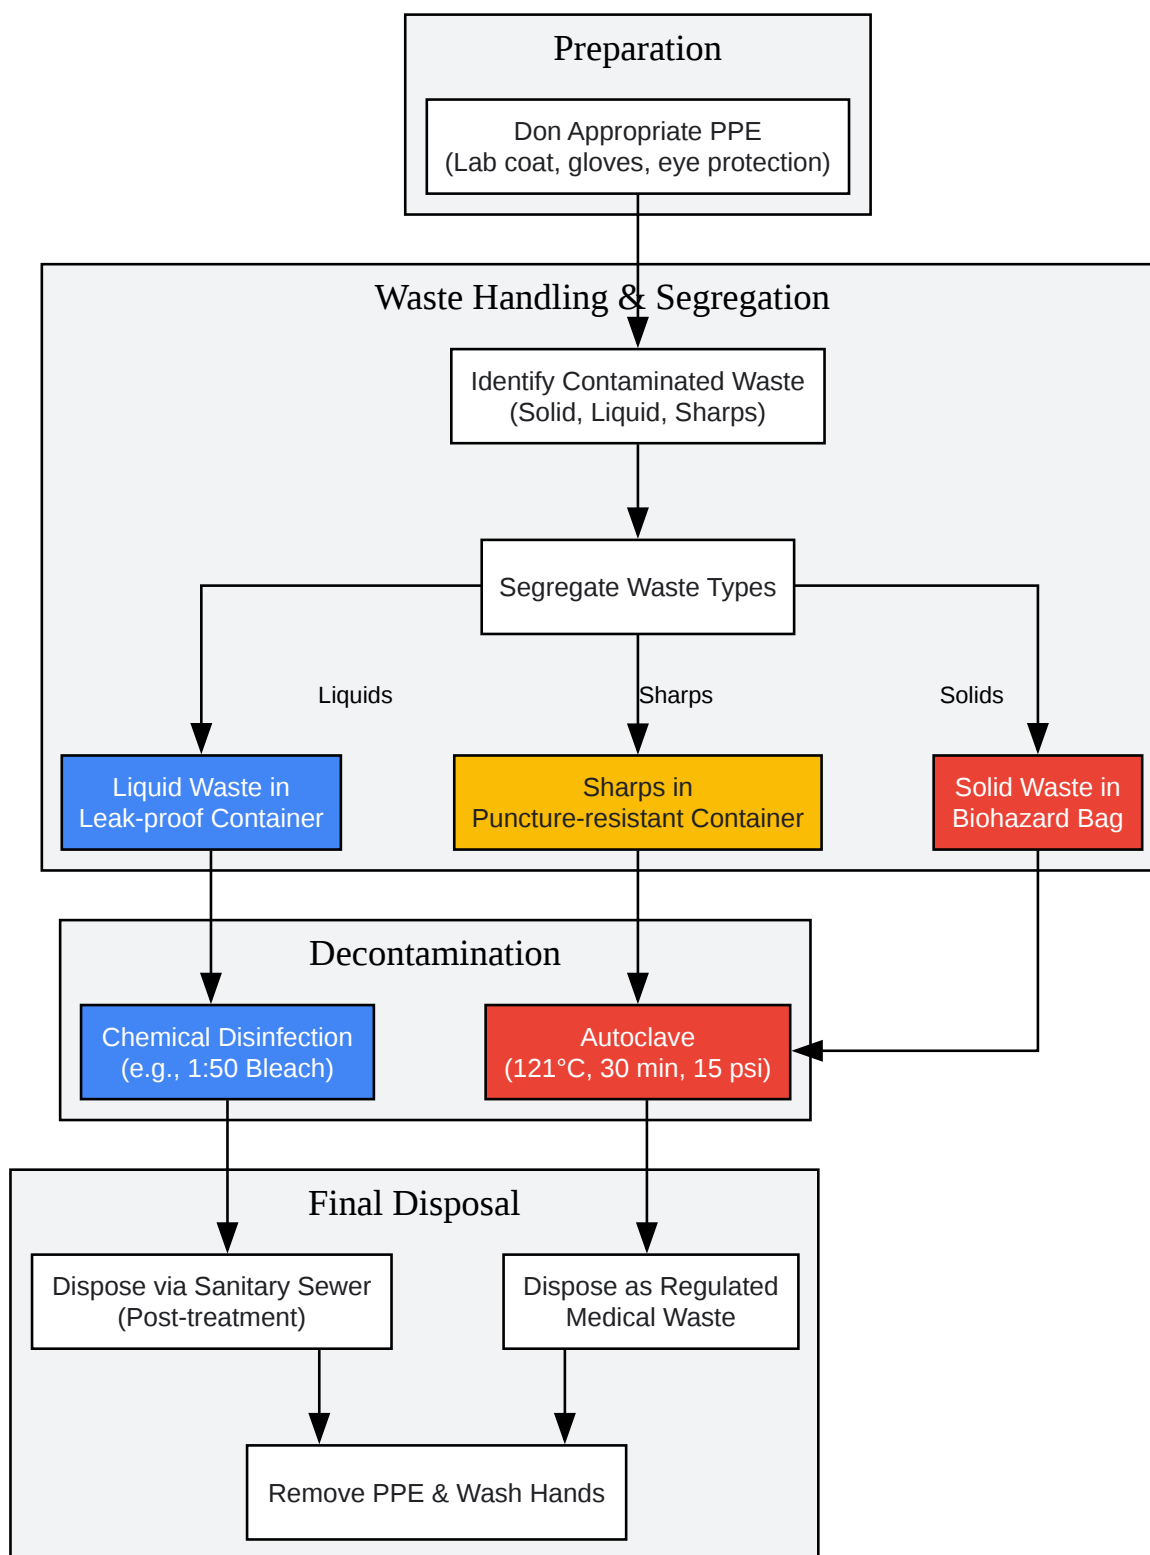 Preparation
Don Appropriate PPE
(Lab coat, gloves, eye protection)
Waste Handling & Segregation
Identify Contaminated Waste
(Solid, Liquid, Sharps)
Segregate Waste Types
Liquids
Sharps
Solids
Liquid Waste in
Leak-proof Container
Sharps in
Puncture-resistant Container
Solid Waste in
Biohazard Bag
Decontamination
Chemical Disinfection
(e.g., 1:50 Bleach)
Autoclave
(121°C, 30 min, 15 psi)
Final Disposal
Dispose via Sanitary Sewer
(Post-treatment)
Dispose as Regulated
Medical Waste
Remove PPE & Wash Hands